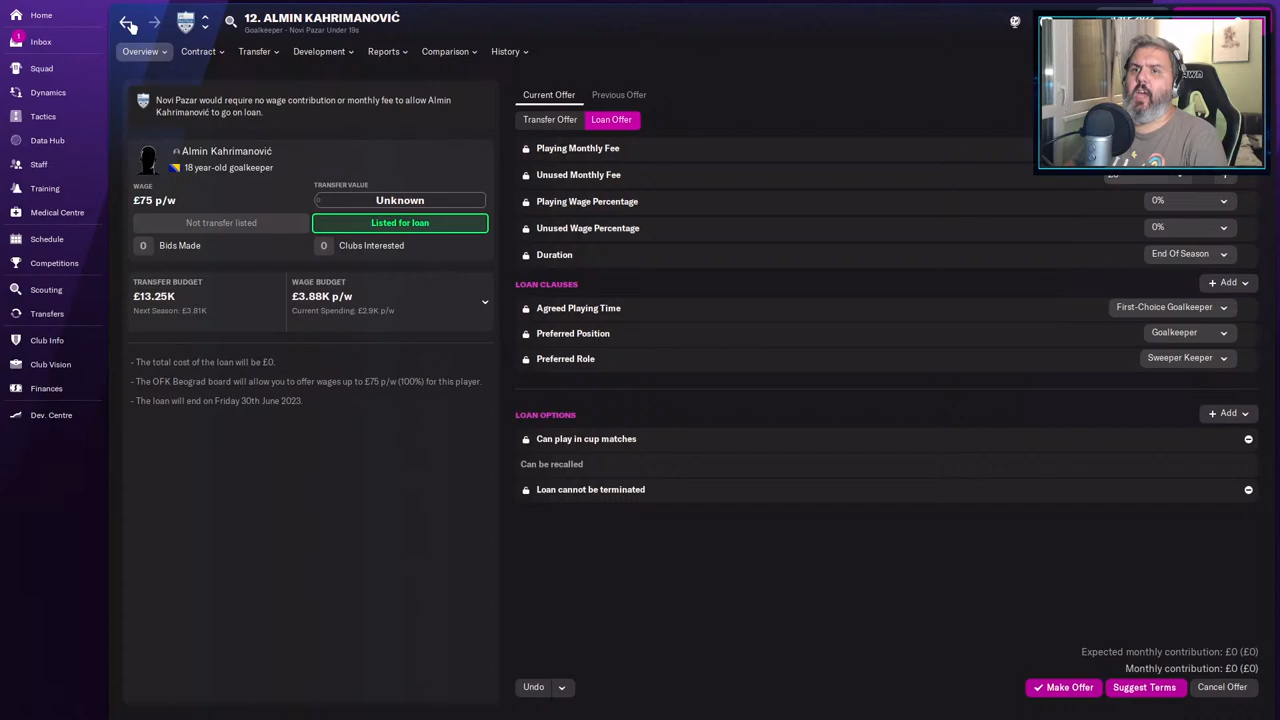 Home
1
Inbox
Squad
Dynamics
Tactics
Data Hub
Staff
Training
Medical Centre
Schedule
Competitions
Scouting
Transfers
Club Info
Club Vision
Finances
Dev. Centre
12. ALMIN KAHRIMANOVIĆ
Goalkeeper - Novi Pazar Under 19s
Overview
Contract
Transfer
Development
Reports
Comparison
History
Novi Pazar would require no wage contribution or monthly fee to allow Almin
Kahrimanović to go on loan.
Almin Kahrimanović
18 year-old goalkeeper
WAGE
£75 p/w
TRANSFER VALUE
Unknown
Not transfer listed
Listed for loan
0 Bids Made
0 Clubs Interested
TRANSFER BUDGET
£13.25K
Next Season: £3.81K
WAGE BUDGET
£3.88K p/w
Current Spending: £2.9K p/w
- The total cost of the loan will be £0.
- The OFK Beograd board will allow you to offer wages up to £75 p/w (100%) for this player.
- The loan will end on Friday 30th June 2023.
Current Offer
Previous Offer
Transfer Offer
Loan Offer
Playing Monthly Fee
Unused Monthly Fee
Playing Wage Percentage 0%
Unused Wage Percentage 0%
Duration End Of Season
LOAN CLAUSES + Add
Agreed Playing Time First-Choice Goalkeeper
Preferred Position Goalkeeper
Preferred Role Sweeper Keeper
LOAN OPTIONS + Add
Can play in cup matches
Can be recalled
Loan cannot be terminated
Expected monthly contribution: £0 (£0)
Monthly contribution: £0 (£0)
Undo
Make Offer
Suggest Terms
Cancel Offer